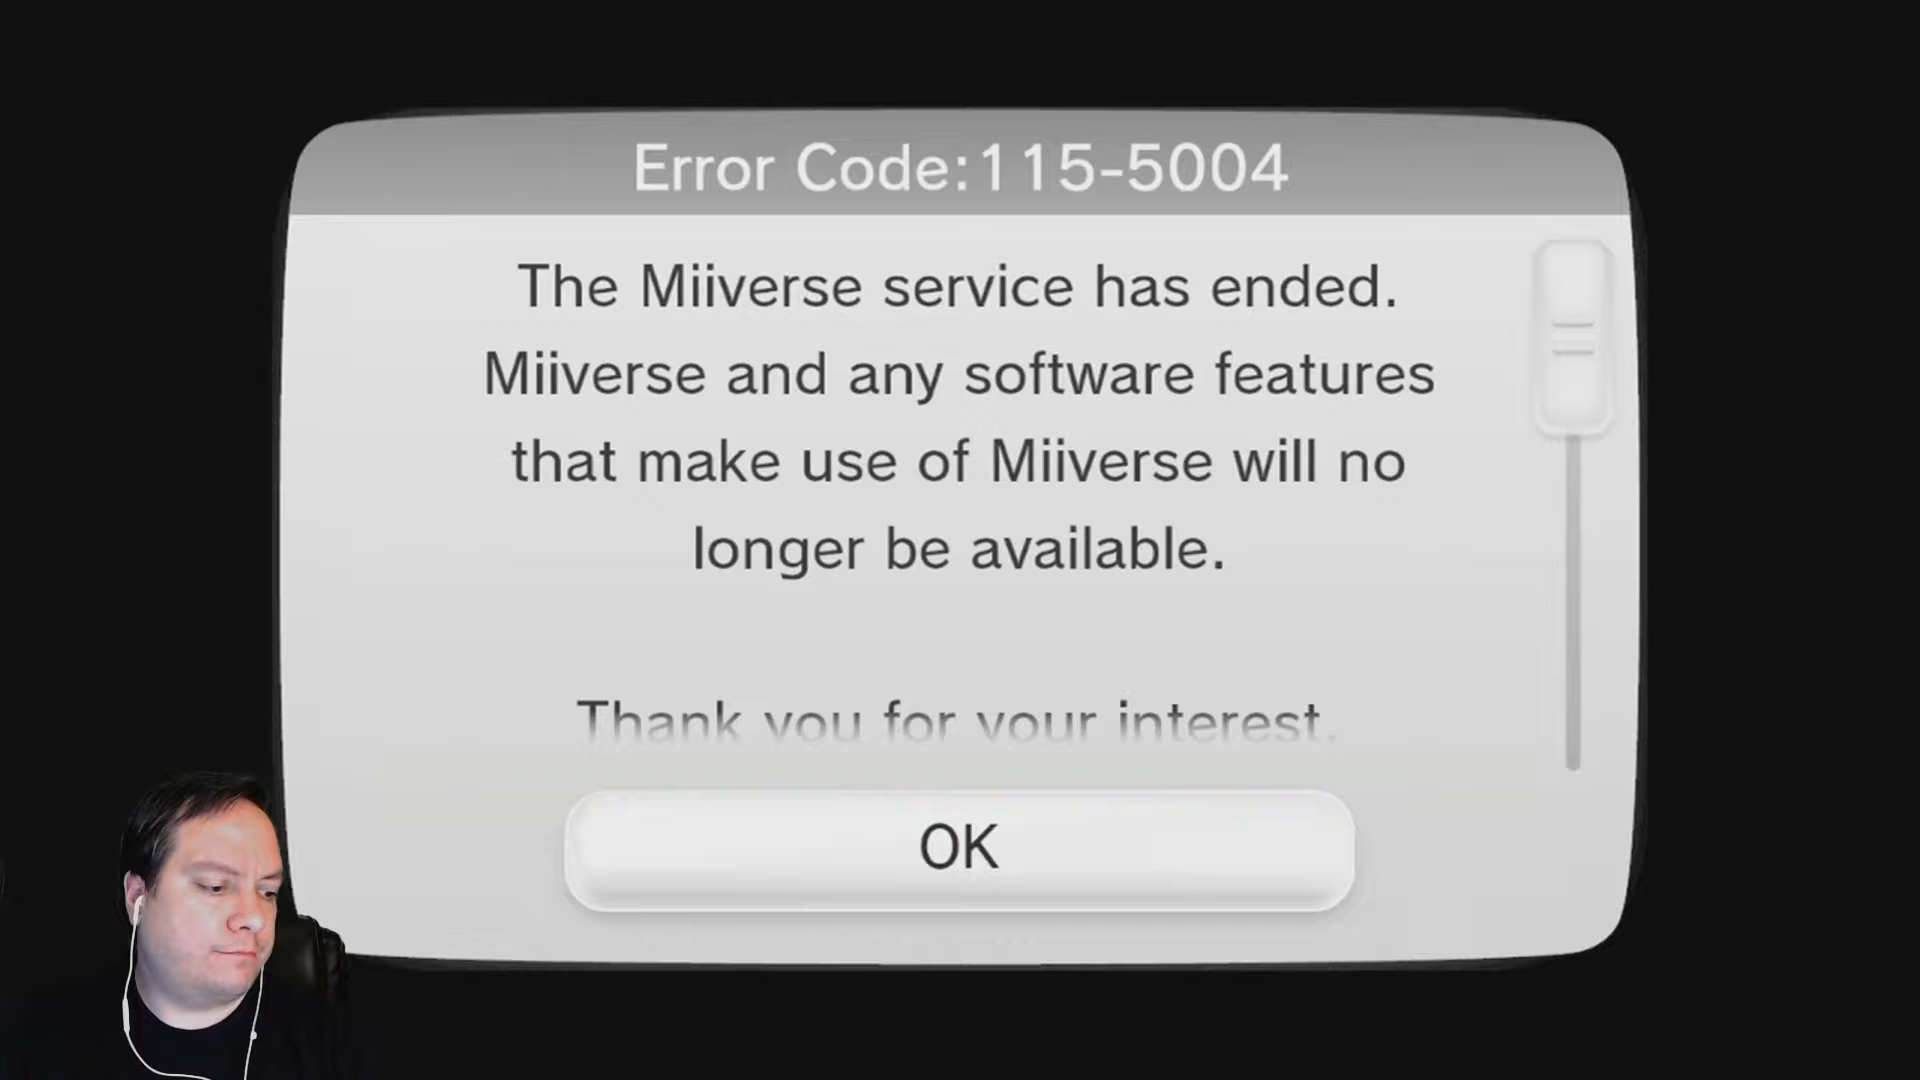 Error Code:115-5004
The Miiverse service has ended.
Miiverse and any software features
that make use of Miiverse will no
longer be available.
Thank you for your interest.
OK